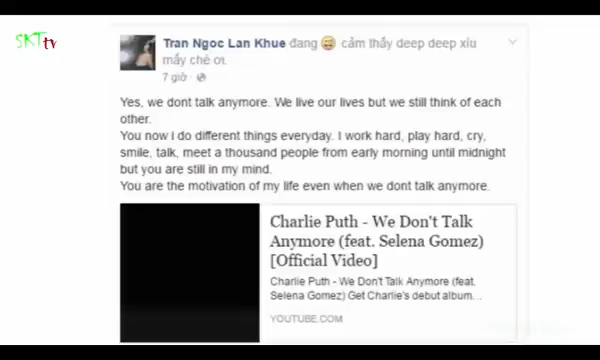 SKTtv
Tran Ngoc Lan Khue đang 😄 cảm thấy deep deep xíu
mấy chế ơi.
7 giờ ·
Yes, we dont talk anymore. We live our lives but we still think of each
other.
You now i do different things everyday. I work hard, play hard, cry,
smile, talk, meet a thousand people from early morning until midnight
but you are still in my mind.
You are the motivation of my life even when we dont talk anymore.
Charlie Puth - We Don't Talk
Anymore (feat. Selena Gomez)
[Official Video]
Charlie Puth - We Don't Talk Anymore (feat.
Selena Gomez) Get Charlie's debut album...
YOUTUBE.COM